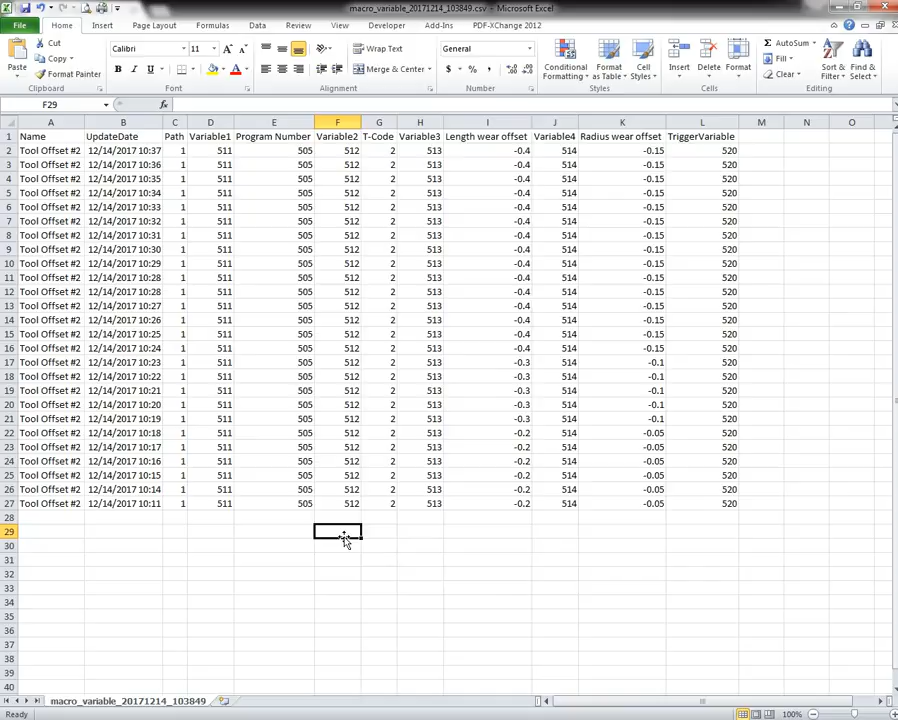 macro_variable_20171214_103849.csv - Microsoft Excel
File Home Insert Page Layout Formulas Data Review View Developer Add-Ins PDF-XChange 2012
Paste Cut Copy Format Painter Clipboard
Calibri 11 A A B I U A Font
Wrap Text Merge & Center Alignment
General $ % , Number
Conditional Formatting Format as Table Cell Styles Styles
Insert Delete Format Cells
Σ AutoSum Fill Clear Sort & Filter Find & Select Editing
F29 fx
A B C D E F G H I J K L M N O
1 Name UpdateDate Path Variable1 Program Number Variable2 T-Code Variable3 Length wear offset Variable4 Radius wear offset TriggerVariable
2 Tool Offset #2 12/14/2017 10:37 1 511 505 512 2 513 -0.4 514 -0.15 520
3 Tool Offset #2 12/14/2017 10:36 1 511 505 512 2 513 -0.4 514 -0.15 520
4 Tool Offset #2 12/14/2017 10:35 1 511 505 512 2 513 -0.4 514 -0.15 520
5 Tool Offset #2 12/14/2017 10:34 1 511 505 512 2 513 -0.4 514 -0.15 520
6 Tool Offset #2 12/14/2017 10:33 1 511 505 512 2 513 -0.4 514 -0.15 520
7 Tool Offset #2 12/14/2017 10:32 1 511 505 512 2 513 -0.4 514 -0.15 520
8 Tool Offset #2 12/14/2017 10:31 1 511 505 512 2 513 -0.4 514 -0.15 520
9 Tool Offset #2 12/14/2017 10:30 1 511 505 512 2 513 -0.4 514 -0.15 520
10 Tool Offset #2 12/14/2017 10:29 1 511 505 512 2 513 -0.4 514 -0.15 520
11 Tool Offset #2 12/14/2017 10:28 1 511 505 512 2 513 -0.4 514 -0.15 520
12 Tool Offset #2 12/14/2017 10:28 1 511 505 512 2 513 -0.4 514 -0.15 520
13 Tool Offset #2 12/14/2017 10:27 1 511 505 512 2 513 -0.4 514 -0.15 520
14 Tool Offset #2 12/14/2017 10:26 1 511 505 512 2 513 -0.4 514 -0.15 520
15 Tool Offset #2 12/14/2017 10:25 1 511 505 512 2 513 -0.4 514 -0.15 520
16 Tool Offset #2 12/14/2017 10:24 1 511 505 512 2 513 -0.4 514 -0.15 520
17 Tool Offset #2 12/14/2017 10:23 1 511 505 512 2 513 -0.3 514 -0.1 520
18 Tool Offset #2 12/14/2017 10:22 1 511 505 512 2 513 -0.3 514 -0.1 520
19 Tool Offset #2 12/14/2017 10:21 1 511 505 512 2 513 -0.3 514 -0.1 520
20 Tool Offset #2 12/14/2017 10:20 1 511 505 512 2 513 -0.3 514 -0.1 520
21 Tool Offset #2 12/14/2017 10:19 1 511 505 512 2 513 -0.3 514 -0.1 520
22 Tool Offset #2 12/14/2017 10:18 1 511 505 512 2 513 -0.2 514 -0.05 520
23 Tool Offset #2 12/14/2017 10:17 1 511 505 512 2 513 -0.2 514 -0.05 520
24 Tool Offset #2 12/14/2017 10:16 1 511 505 512 2 513 -0.2 514 -0.05 520
25 Tool Offset #2 12/14/2017 10:15 1 511 505 512 2 513 -0.2 514 -0.05 520
26 Tool Offset #2 12/14/2017 10:14 1 511 505 512 2 513 -0.2 514 -0.05 520
27 Tool Offset #2 12/14/2017 10:11 1 511 505 512 2 513 -0.2 514 -0.05 520
28
29
30
31
32
33
34
35
36
37
38
39
40
macro_variable_20171214_103849
Ready 100%